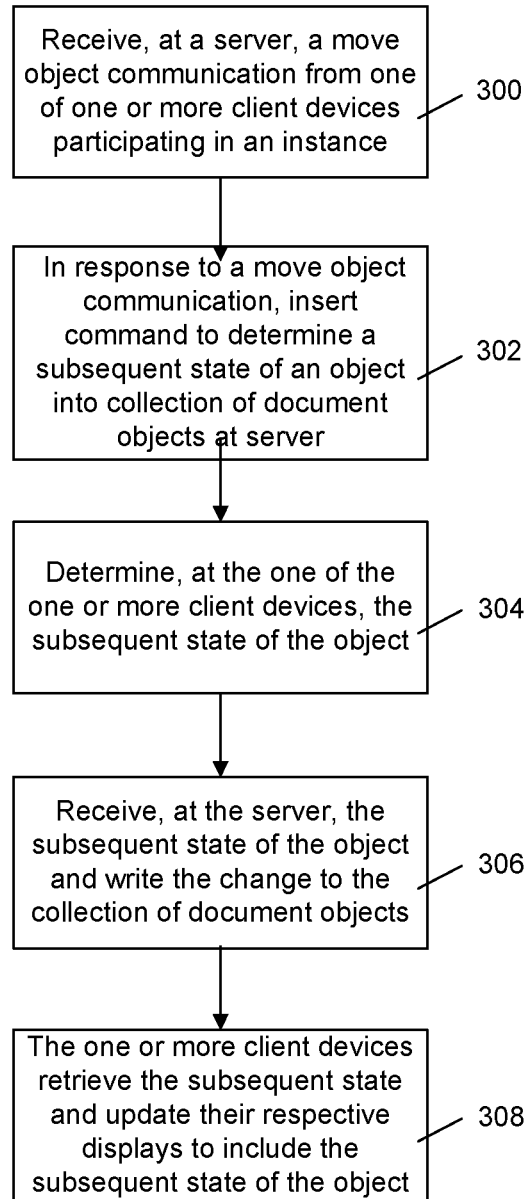 Receive, at a server, a move
object communication from one
of one or more client devices
participating in an instance
300
In response to a move object
communication, insert
command to determine a
subsequent state of an object
into collection of document
objects at server
302
Determine, at the one of the
one or more client devices, the
subsequent state of the object
304
Receive, at the server, the
subsequent state of the object
and write the change to the
collection of document objects
306
The one or more client devices
retrieve the subsequent state
and update their respective
displays to include the
subsequent state of the object
308